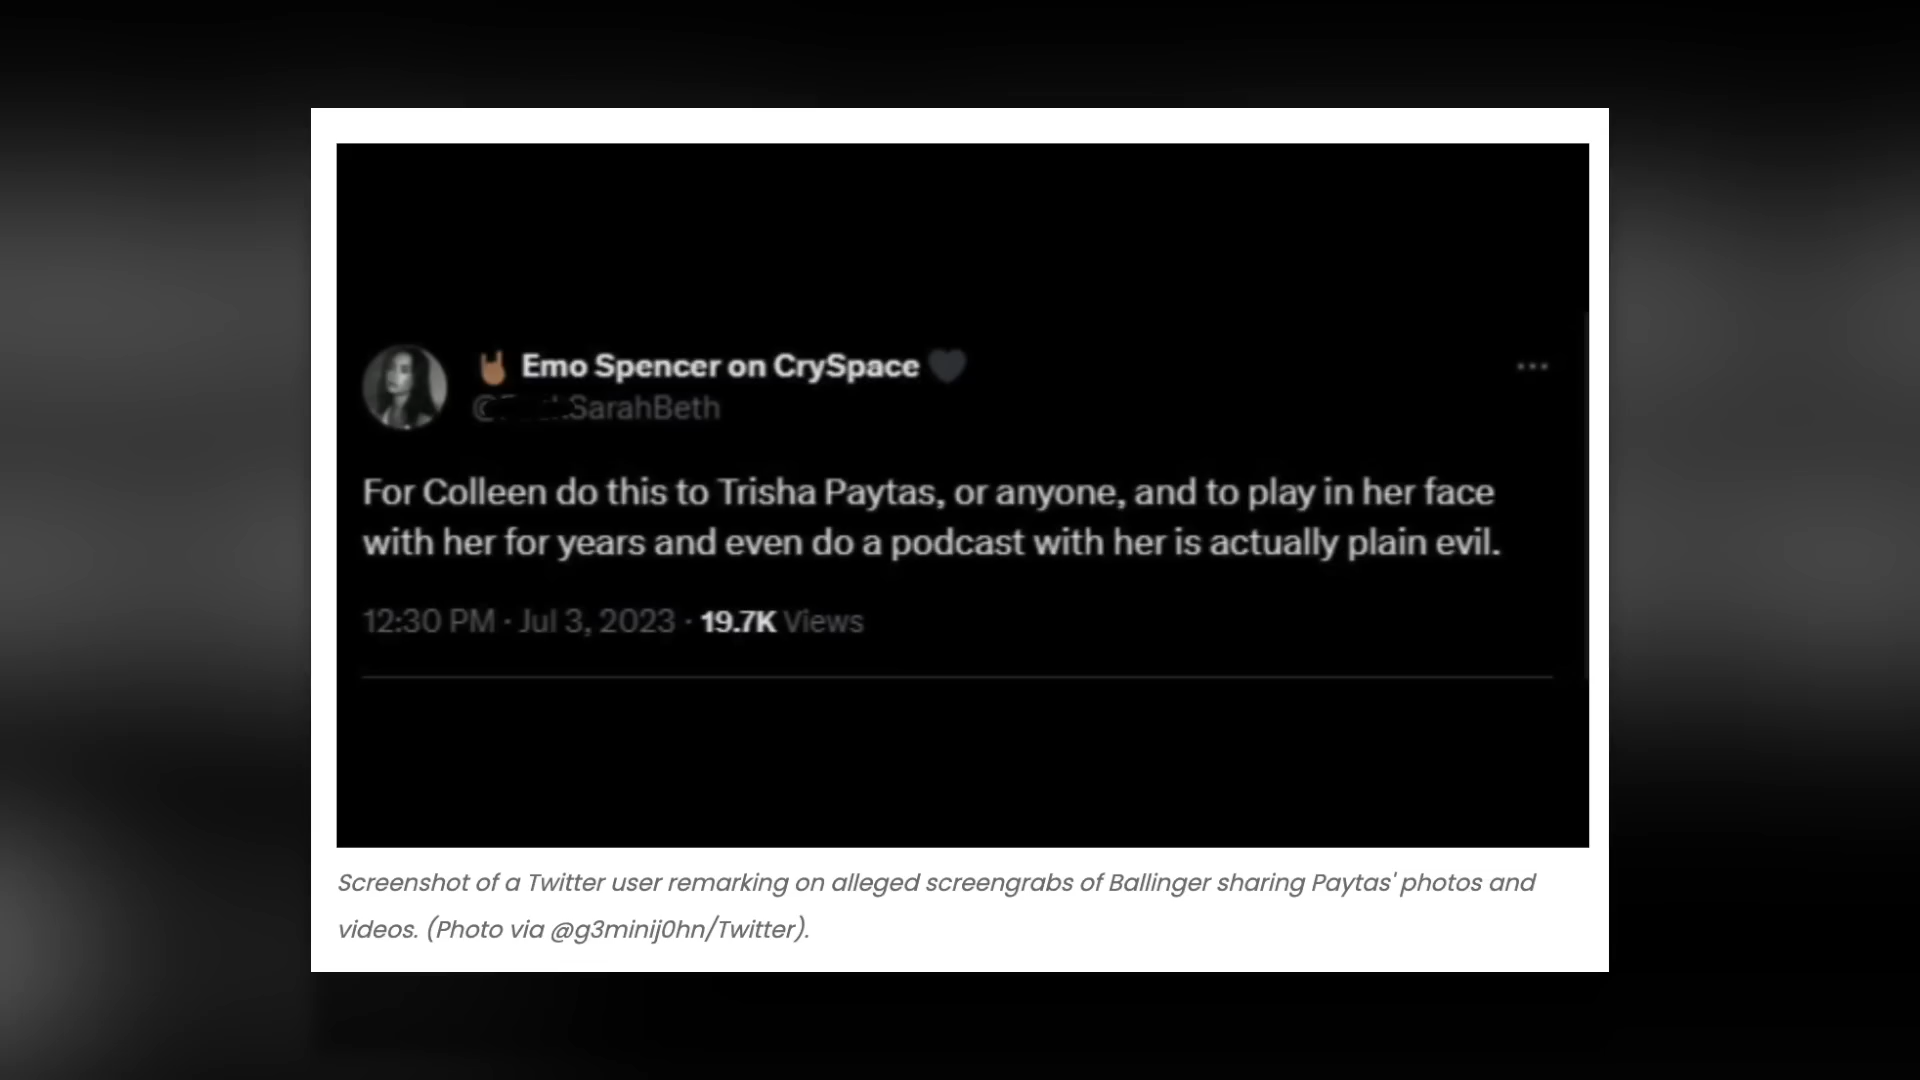 Emo Spencer on CrySpace
SarahBeth
For Colleen do this to Trisha Paytas, or anyone, and to play in her face
with her for years and even do a podcast with her is actually plain evil.
12:30 PM · Jul 3, 2023 · 19.7K Views
Screenshot of a Twitter user remarking on alleged screengrabs of Ballinger sharing Paytas' photos and
videos. (Photo via @g3minij0hn/Twitter).